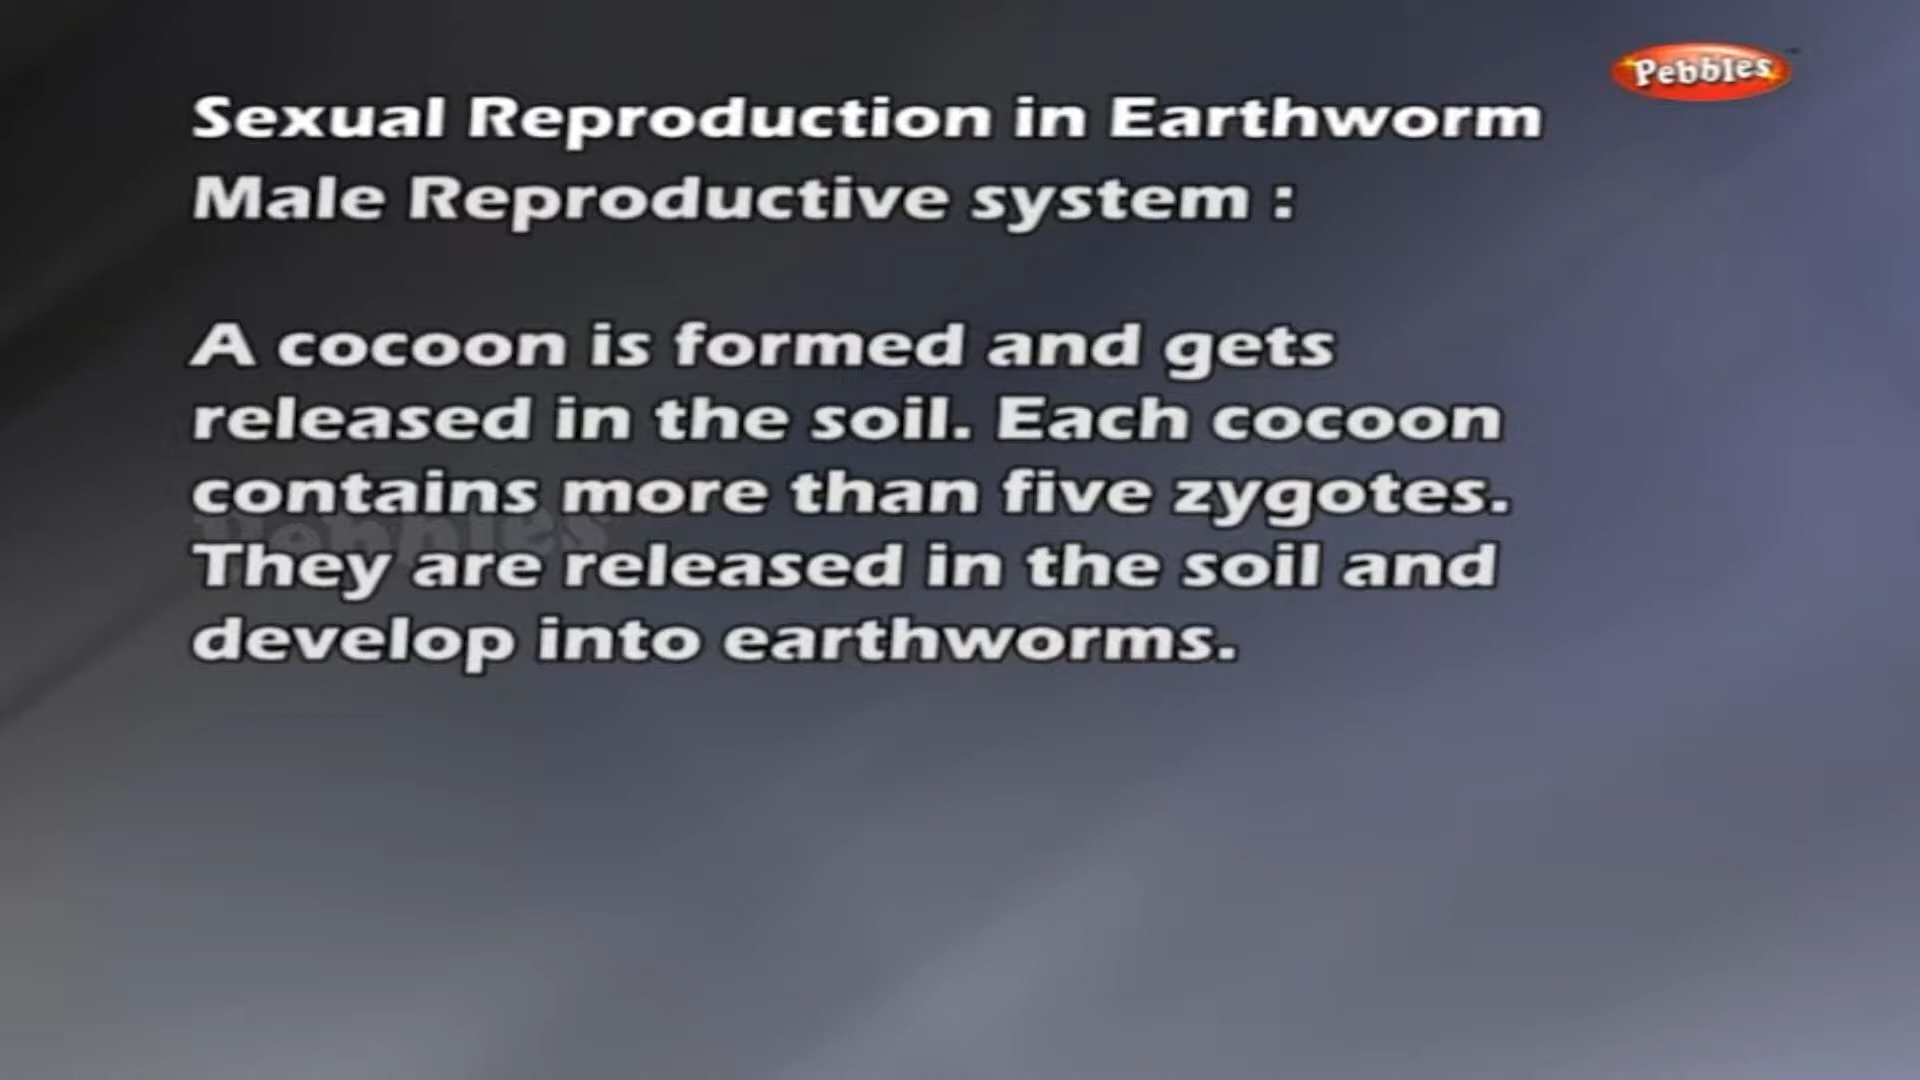 Pebbles
Sexual Reproduction in Earthworm
Male Reproductive system :
A cocoon is formed and gets
released in the soil. Each cocoon
contains more than five zygotes.
Pebbles
They are released in the soil and
develop into earthworms.